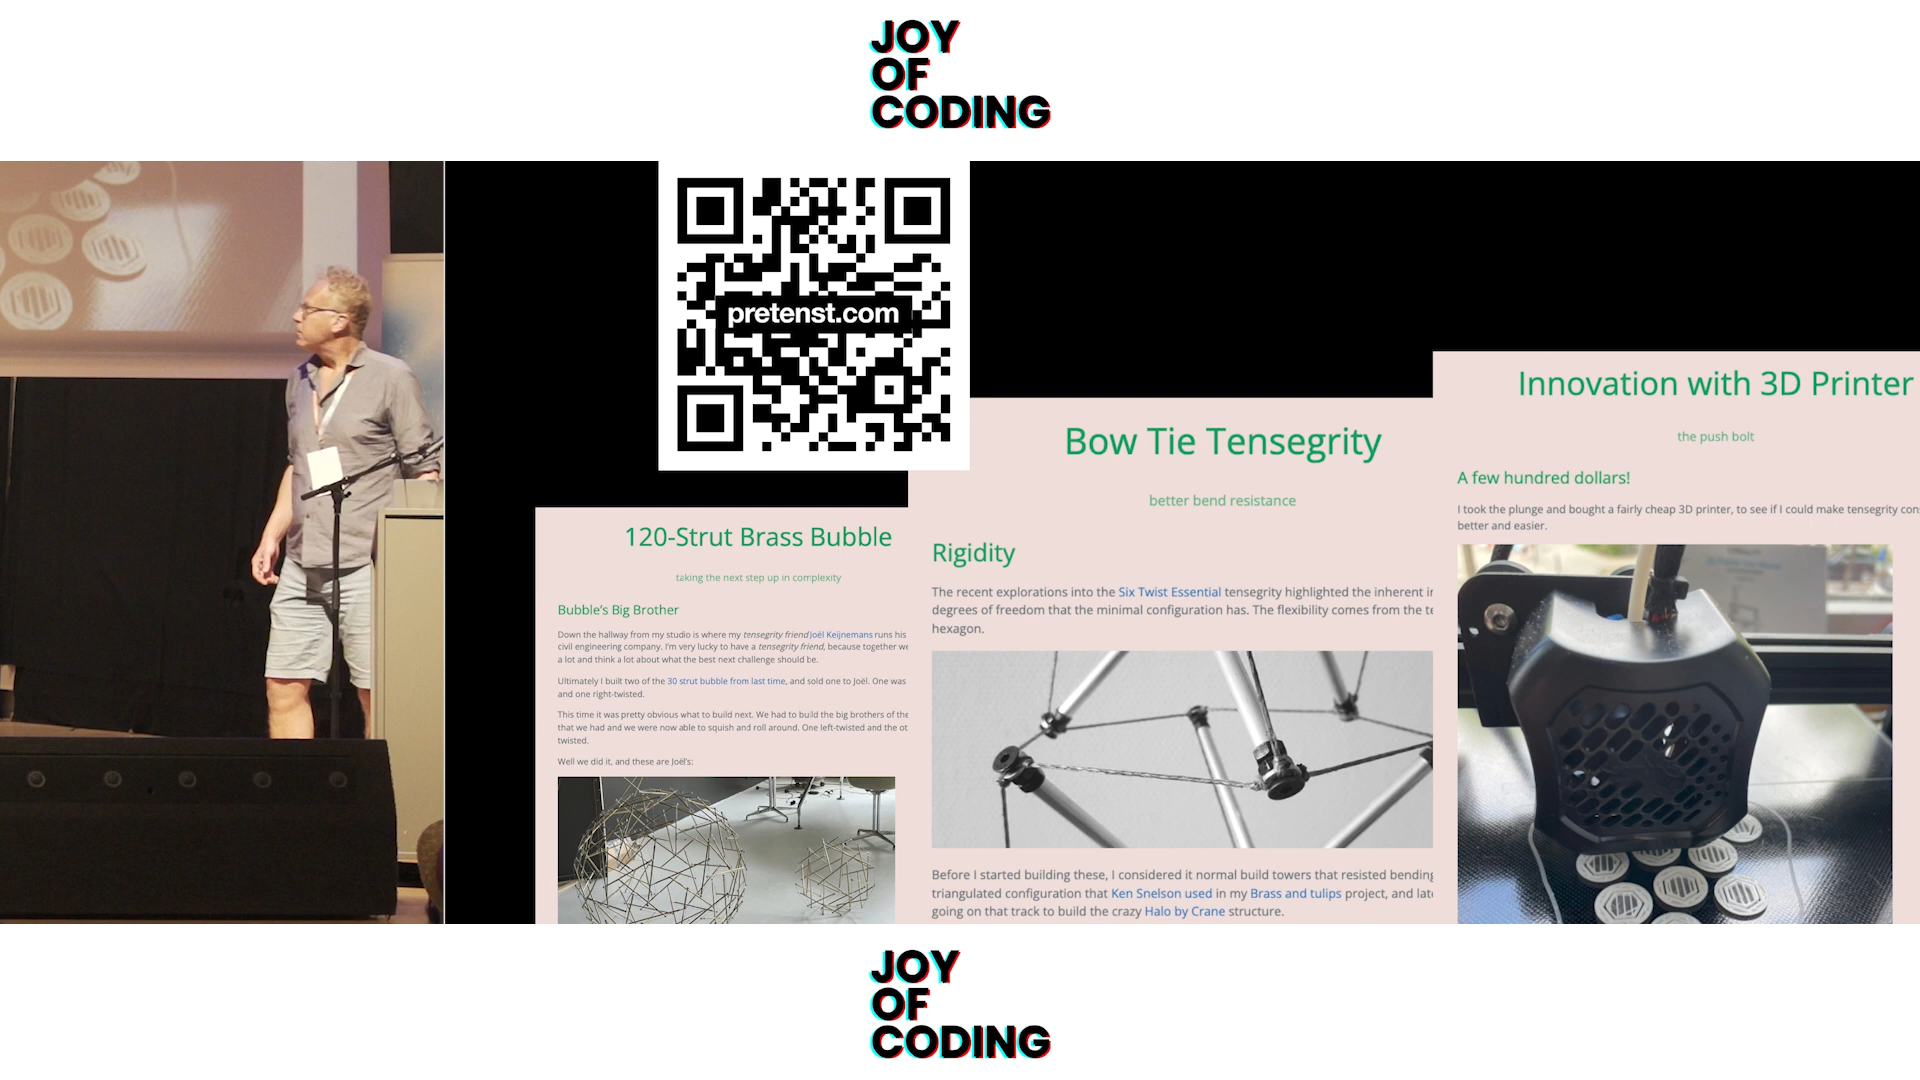 JOY
OF
CODING
pretenst.com
120-Strut Brass Bubble
taking the next step up in complexity
Bubble's Big Brother
Down the hallway from my studio is where my tensegrity friend Joël Keijnemans runs his
civil engineering company. I'm very lucky to have a tensegrity friend, because together we
a lot and think a lot about what the best next challenge should be.
Ultimately I built two of the 30 strut bubble from last time, and sold one to Joël. One was
and one right-twisted.
This time it was pretty obvious what to build next. We had to build the big brothers of the
that we had and we were now able to squish and roll around. One left-twisted and the ot
twisted.
Well we did it, and these are Joël's:
Bow Tie Tensegrity
better bend resistance
Rigidity
The recent explorations into the Six Twist Essential tensegrity highlighted the inherent
degrees of freedom that the minimal configuration has. The flexibility comes from the te
hexagon.
Before I started building these, I considered it normal build towers that resisted bending
triangulated configuration that Ken Snelson used in my Brass and tulips project, and late
going on that track to build the crazy Halo by Crane structure.
Innovation with 3D Printer
the push bolt
A few hundred dollars!
I took the plunge and bought a fairly cheap 3D printer, to see if I could make tensegrity con
better and easier.
JOY
OF
CODING